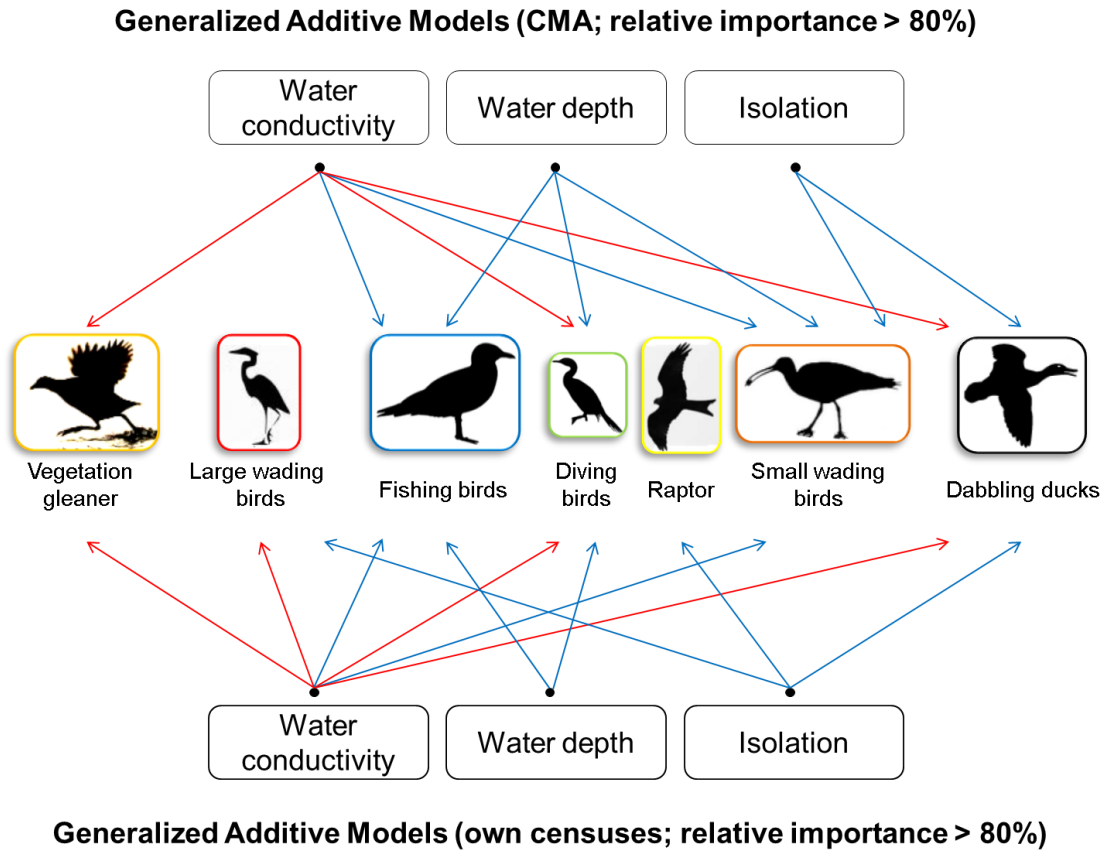 Generalized Additive Models (CMA; relative importance > 80%)
Water
conductivity
Water depth
Isolation
Vegetation
gleaner
Large wading
birds
Fishing birds
Diving
birds
Raptor
Small wading
birds
Dabbling ducks
Water
conductivity
Water depth
Isolation
Generalized Additive Models (own censuses; relative importance > 80%)